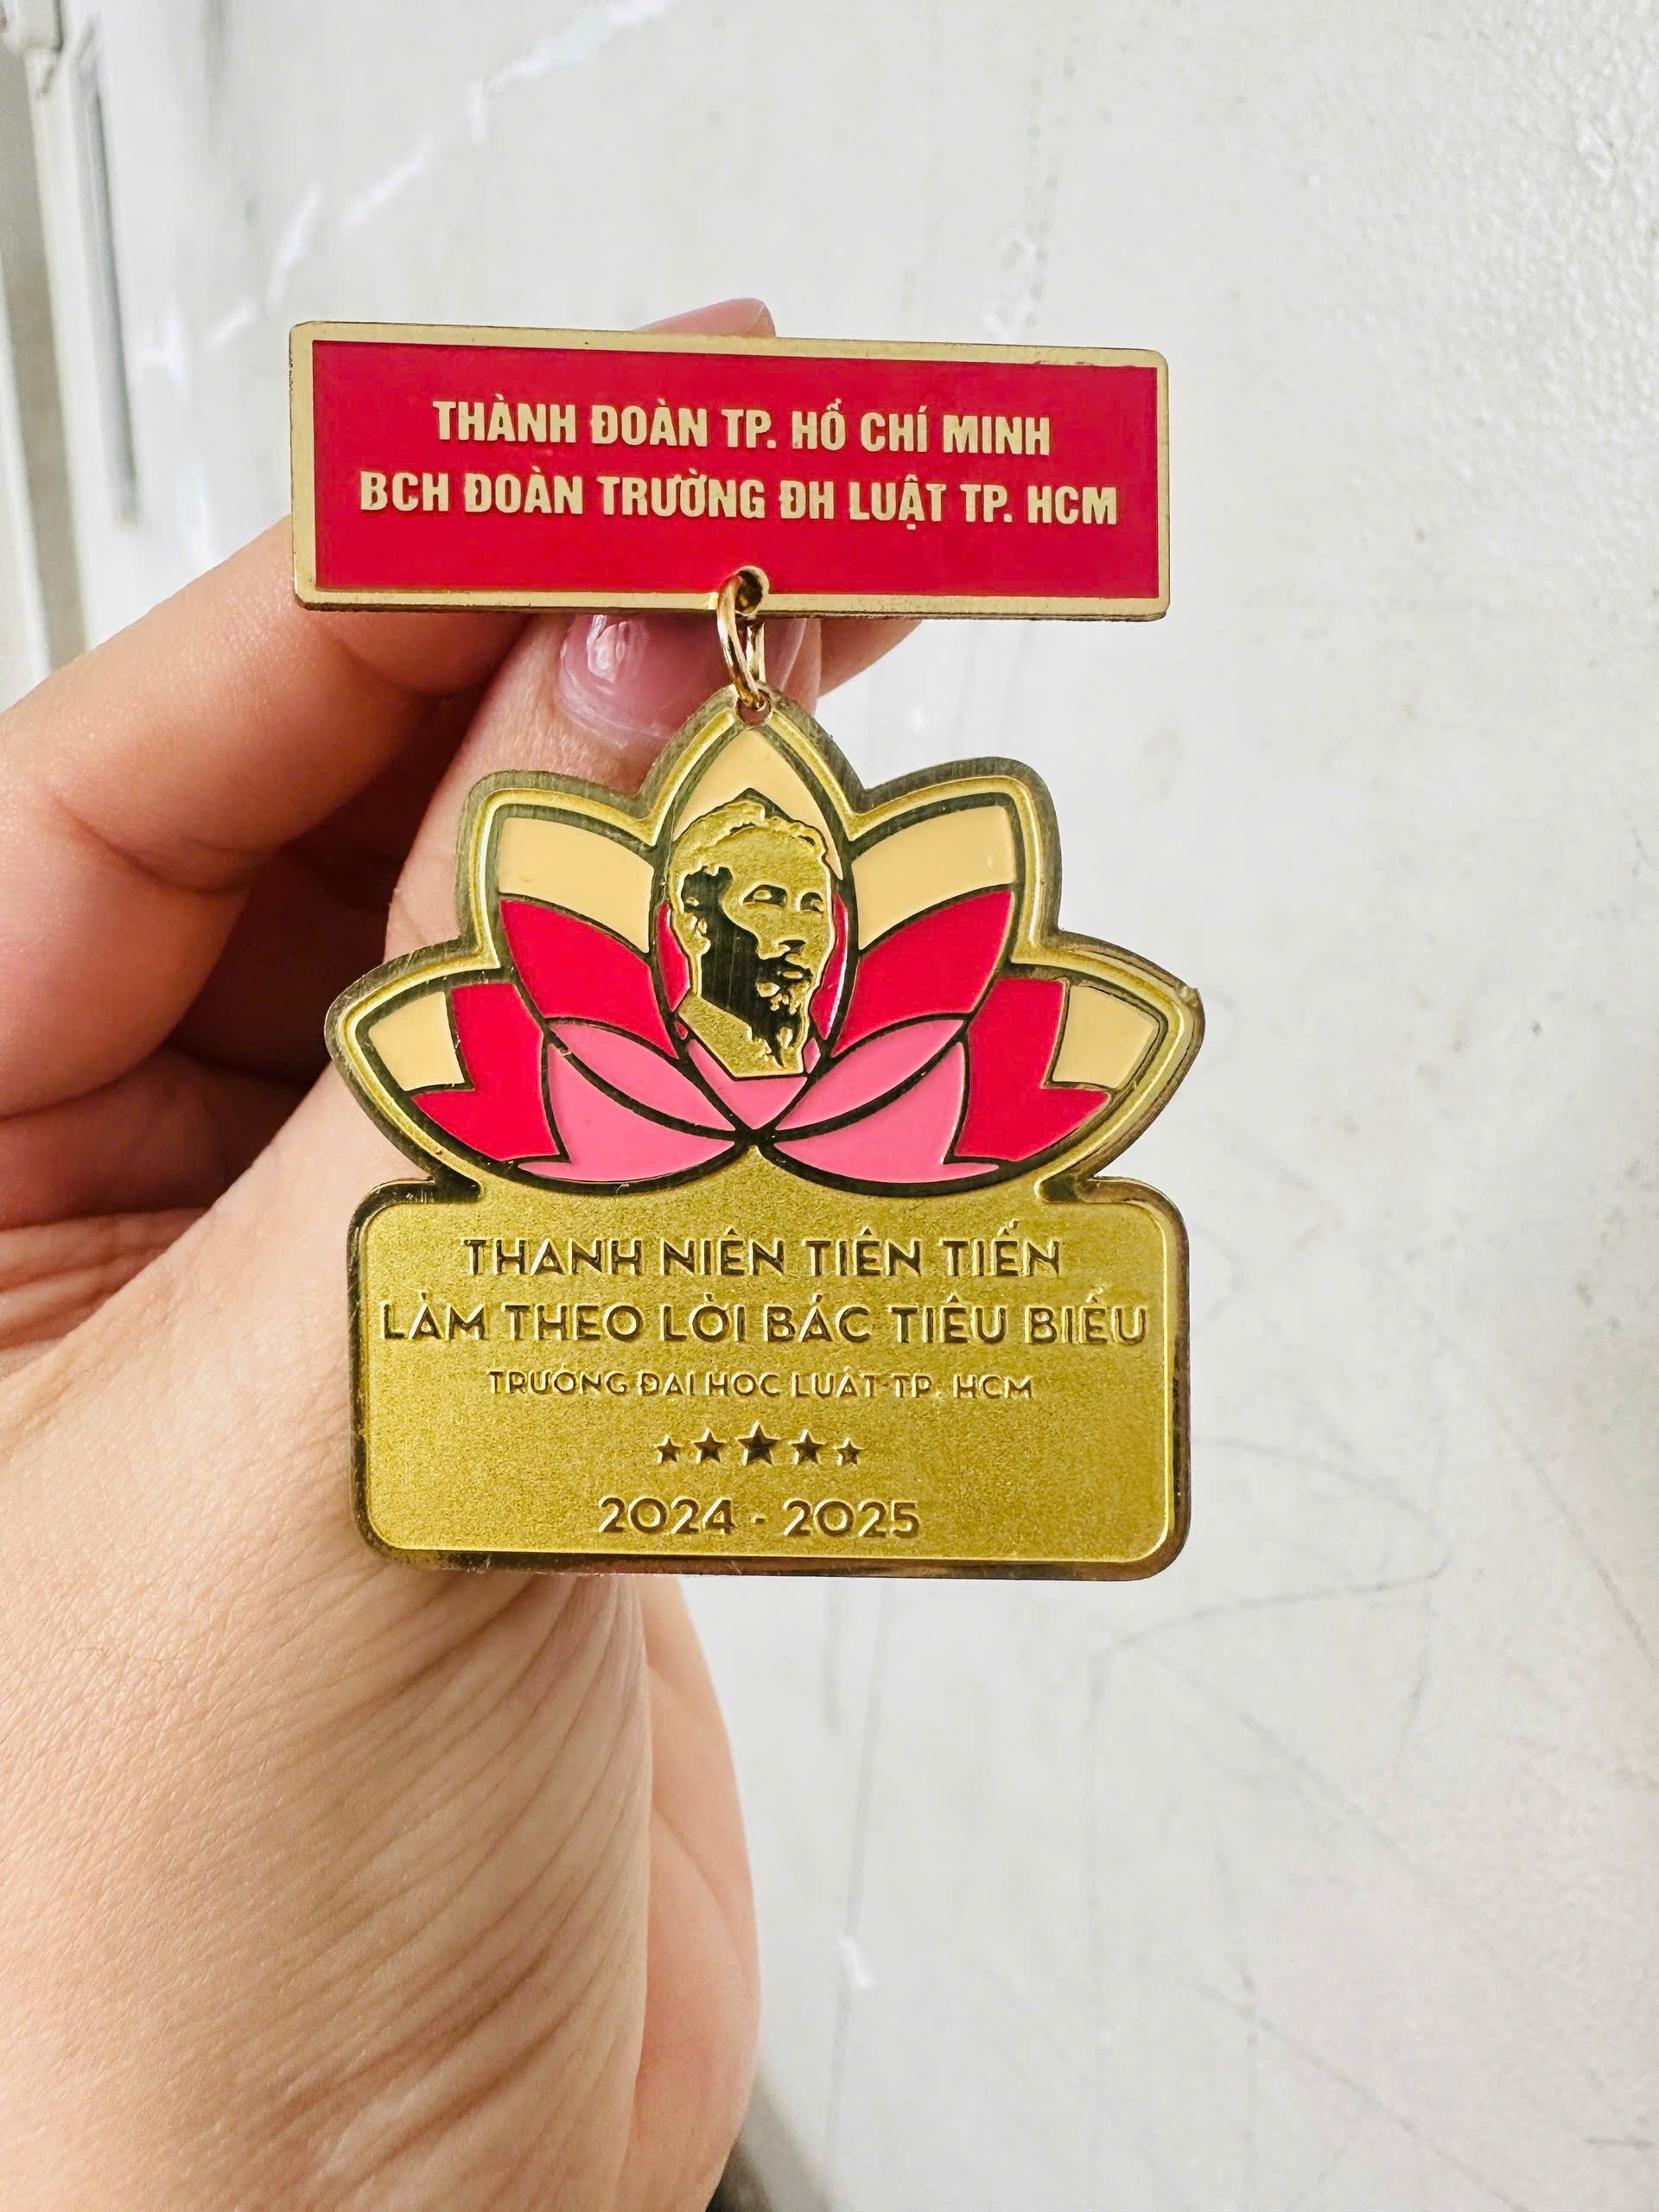 THÀNH ĐOÀN TP. HỒ CHÍ MINH
BCH ĐOÀN TRƯỜNG ĐH LUẬT TP. HCM
THANH NIÊN TIÊN TIẾN
LÀM THEO LỜI BÁC TIÊU BIỂU
TRƯỜNG ĐẠI HỌC LUẬT TP. HCM
2024 - 2025